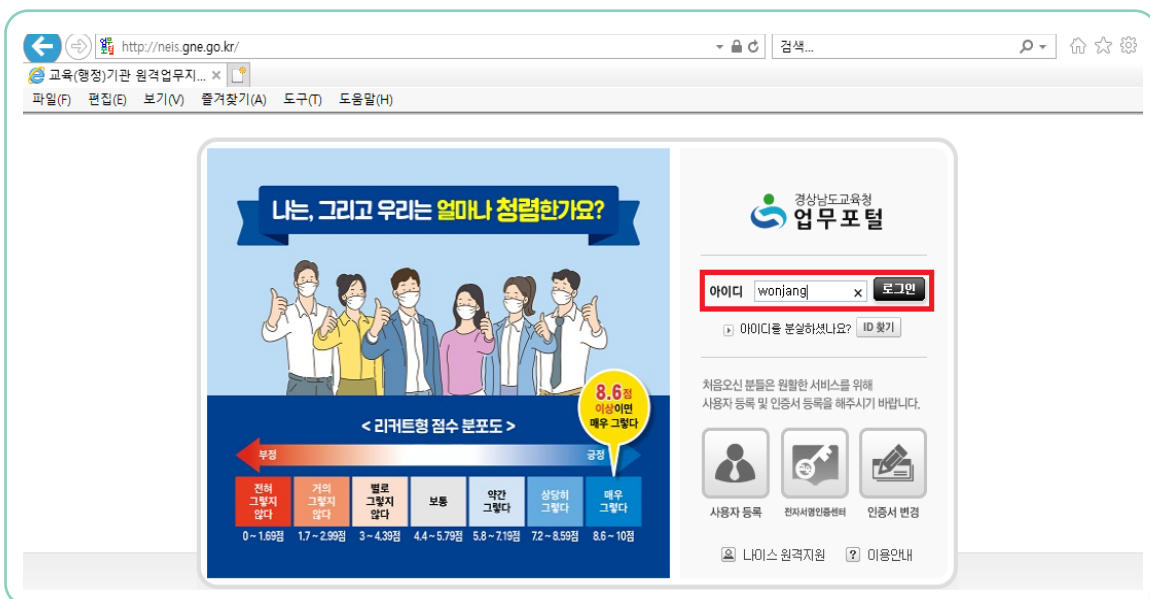 http://neis.gne.go.kr/
검색...
교육(행정)기관 원격업무지...
파일(F) 편집(E) 보기(V) 즐겨찾기(A) 도구(T) 도움말(H)
나는, 그리고 우리는 얼마나 청렴한가요?
8.6점
이상이면
매우 그렇다
< 리커트형 점수 분포도 >
부정
긍정
전혀 그렇지 않다
거의 그렇지 않다
별로 그렇지 않다
보통
약간 그렇다
상당히 그렇다
매우 그렇다
0~1.69점 1.7~2.99점 3~4.39점 4.4~5.79점 5.8~7.19점 7.2~8.59점 8.6~10점
경상남도교육청
업무포털
아이디 wonjang x 로그인
아이디를 분실하셨나요? ID 찾기
처음오신 분들은 원활한 서비스를 위해
사용자 등록 및 인증서 등록을 해주시기 바랍니다.
사용자 등록 전자서명인증센터 인증서 변경
나이스 원격지원 ? 이용안내